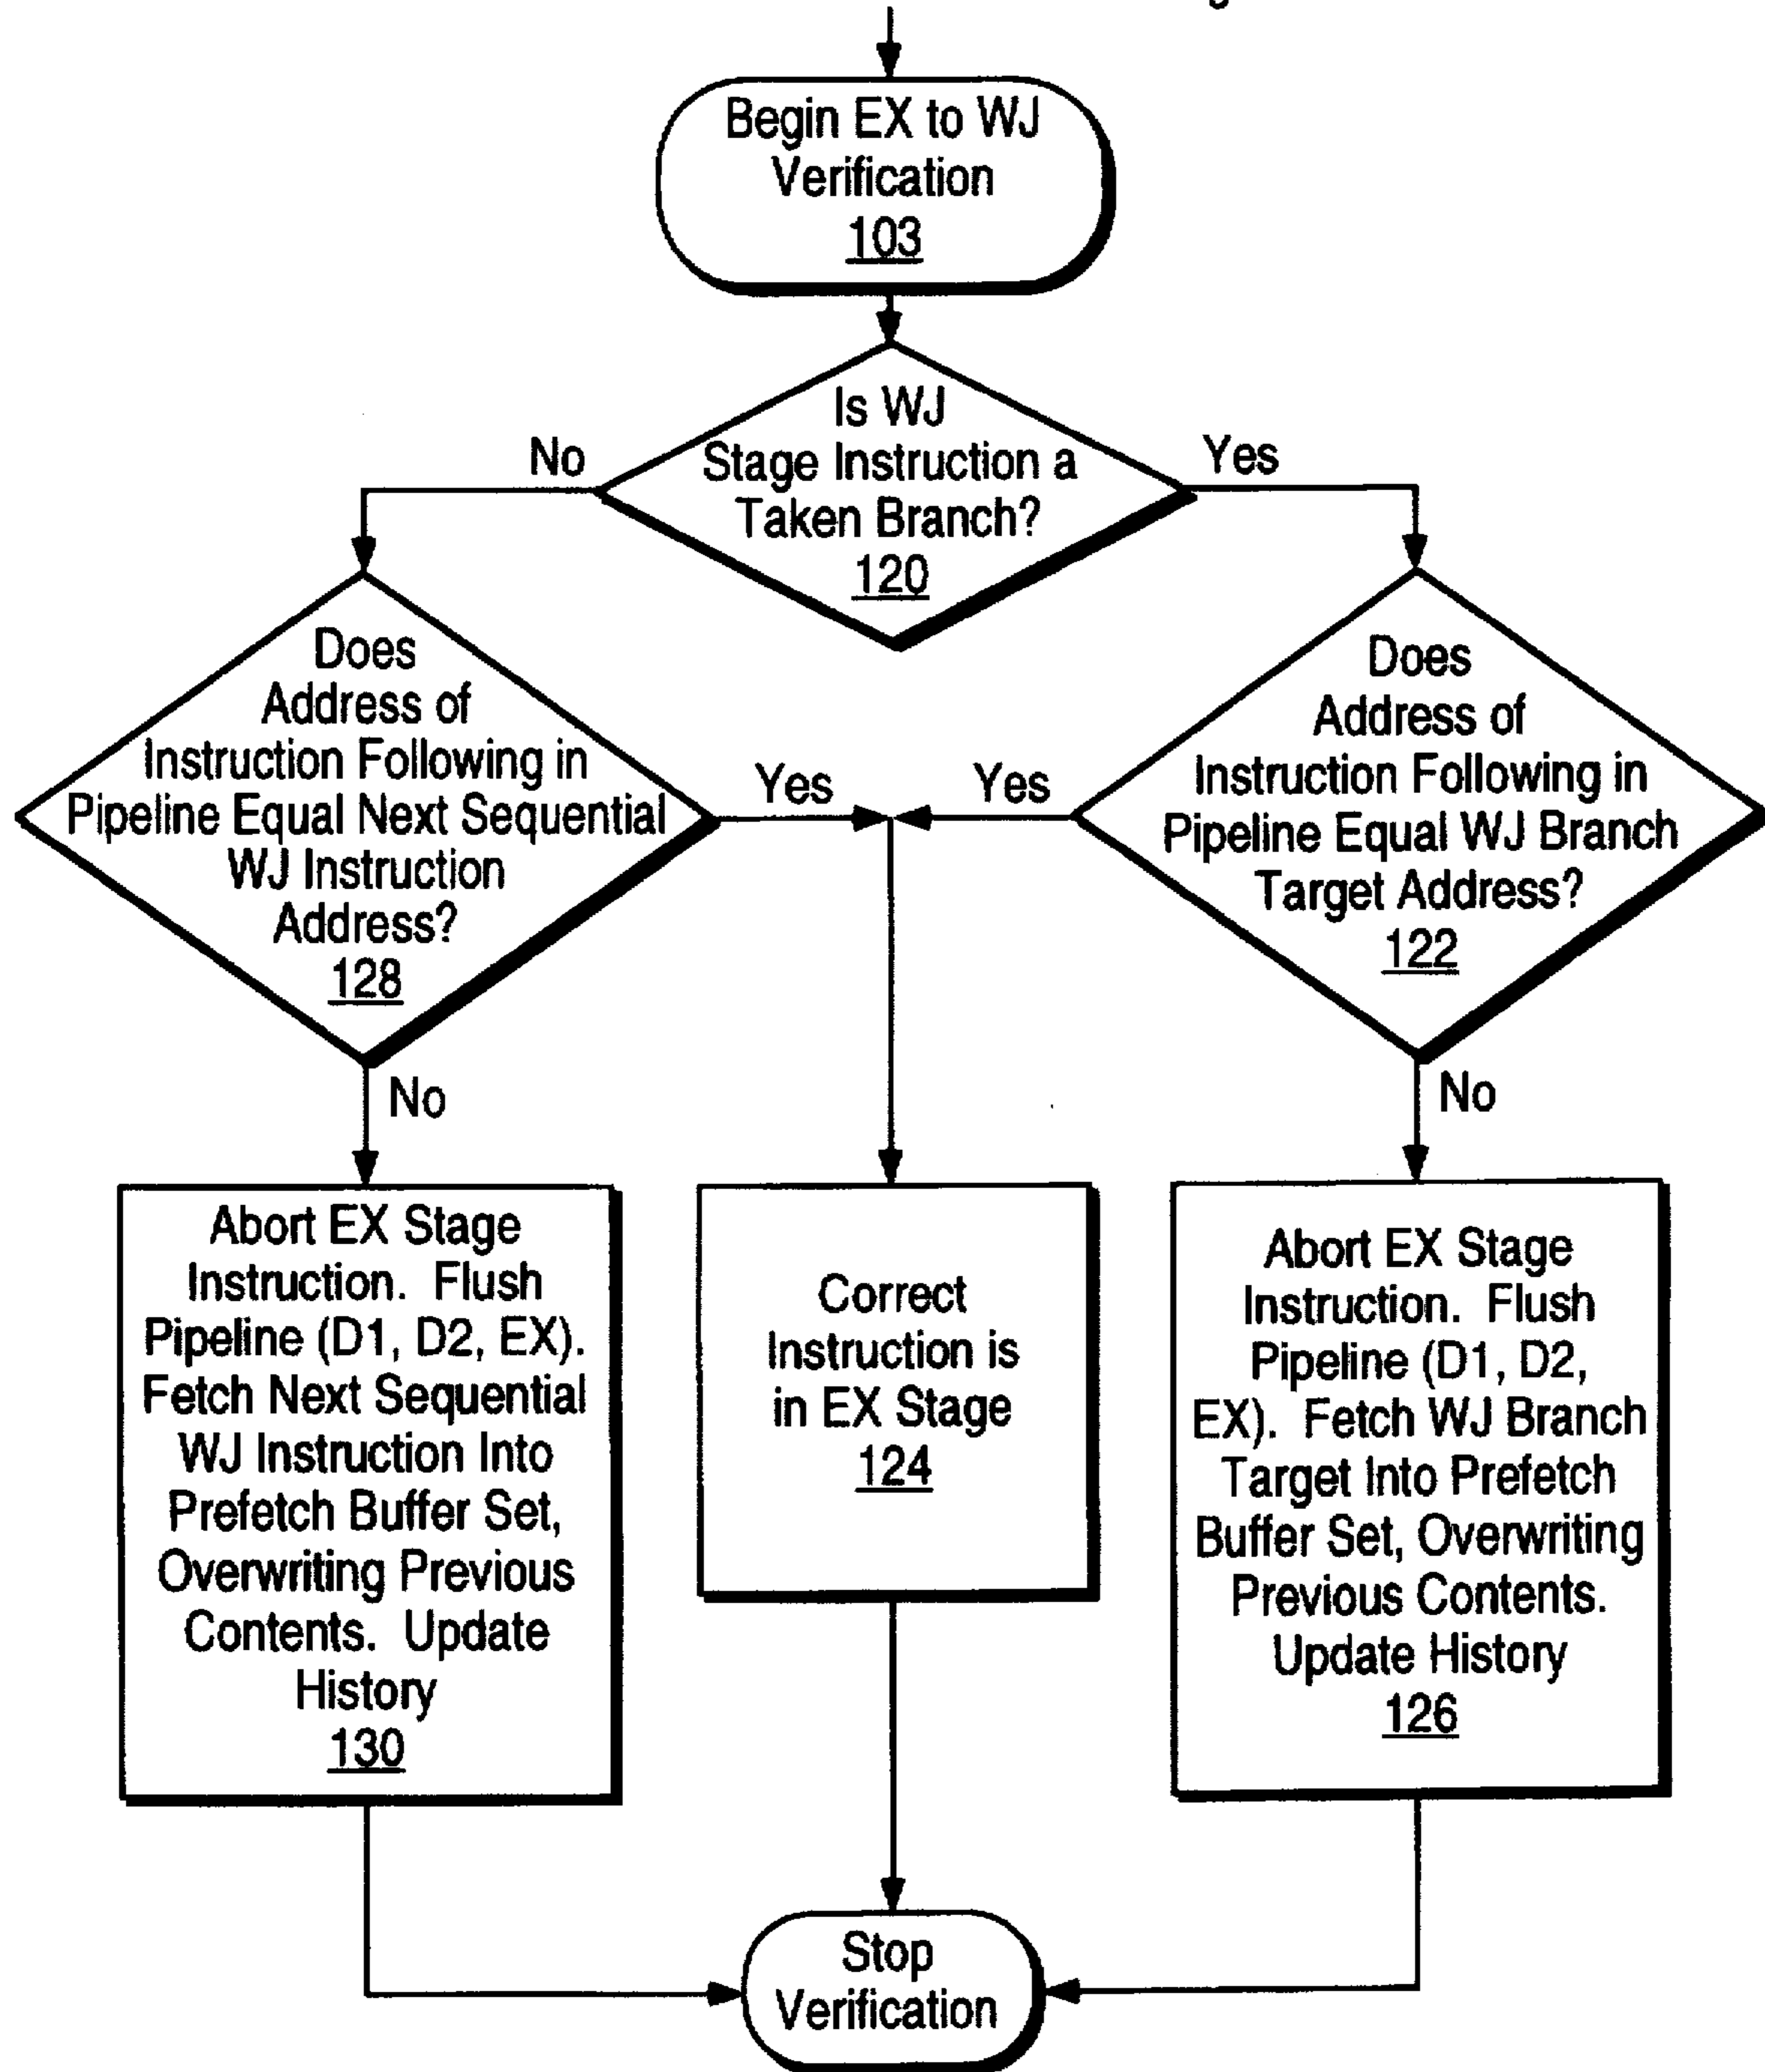 Begin EX to WJ
Verification
103
Is WJ
Stage Instruction a
Taken Branch?
120
No
Yes
Does
Address of
Instruction Following in
Pipeline Equal Next Sequential
WJ Instruction
Address?
128
Yes
Yes
Does
Address of
Instruction Following in
Pipeline Equal WJ Branch
Target Address?
122
No
No
Abort EX Stage
Instruction. Flush
Pipeline (D1, D2, EX).
Fetch Next Sequential
WJ Instruction Into
Prefetch Buffer Set,
Overwriting Previous
Contents. Update
History
130
Correct
Instruction is
in EX Stage
124
Abort EX Stage
Instruction. Flush
Pipeline (D1, D2,
EX). Fetch WJ Branch
Target Into Prefetch
Buffer Set, Overwriting
Previous Contents.
Update History
126
Stop
Verification